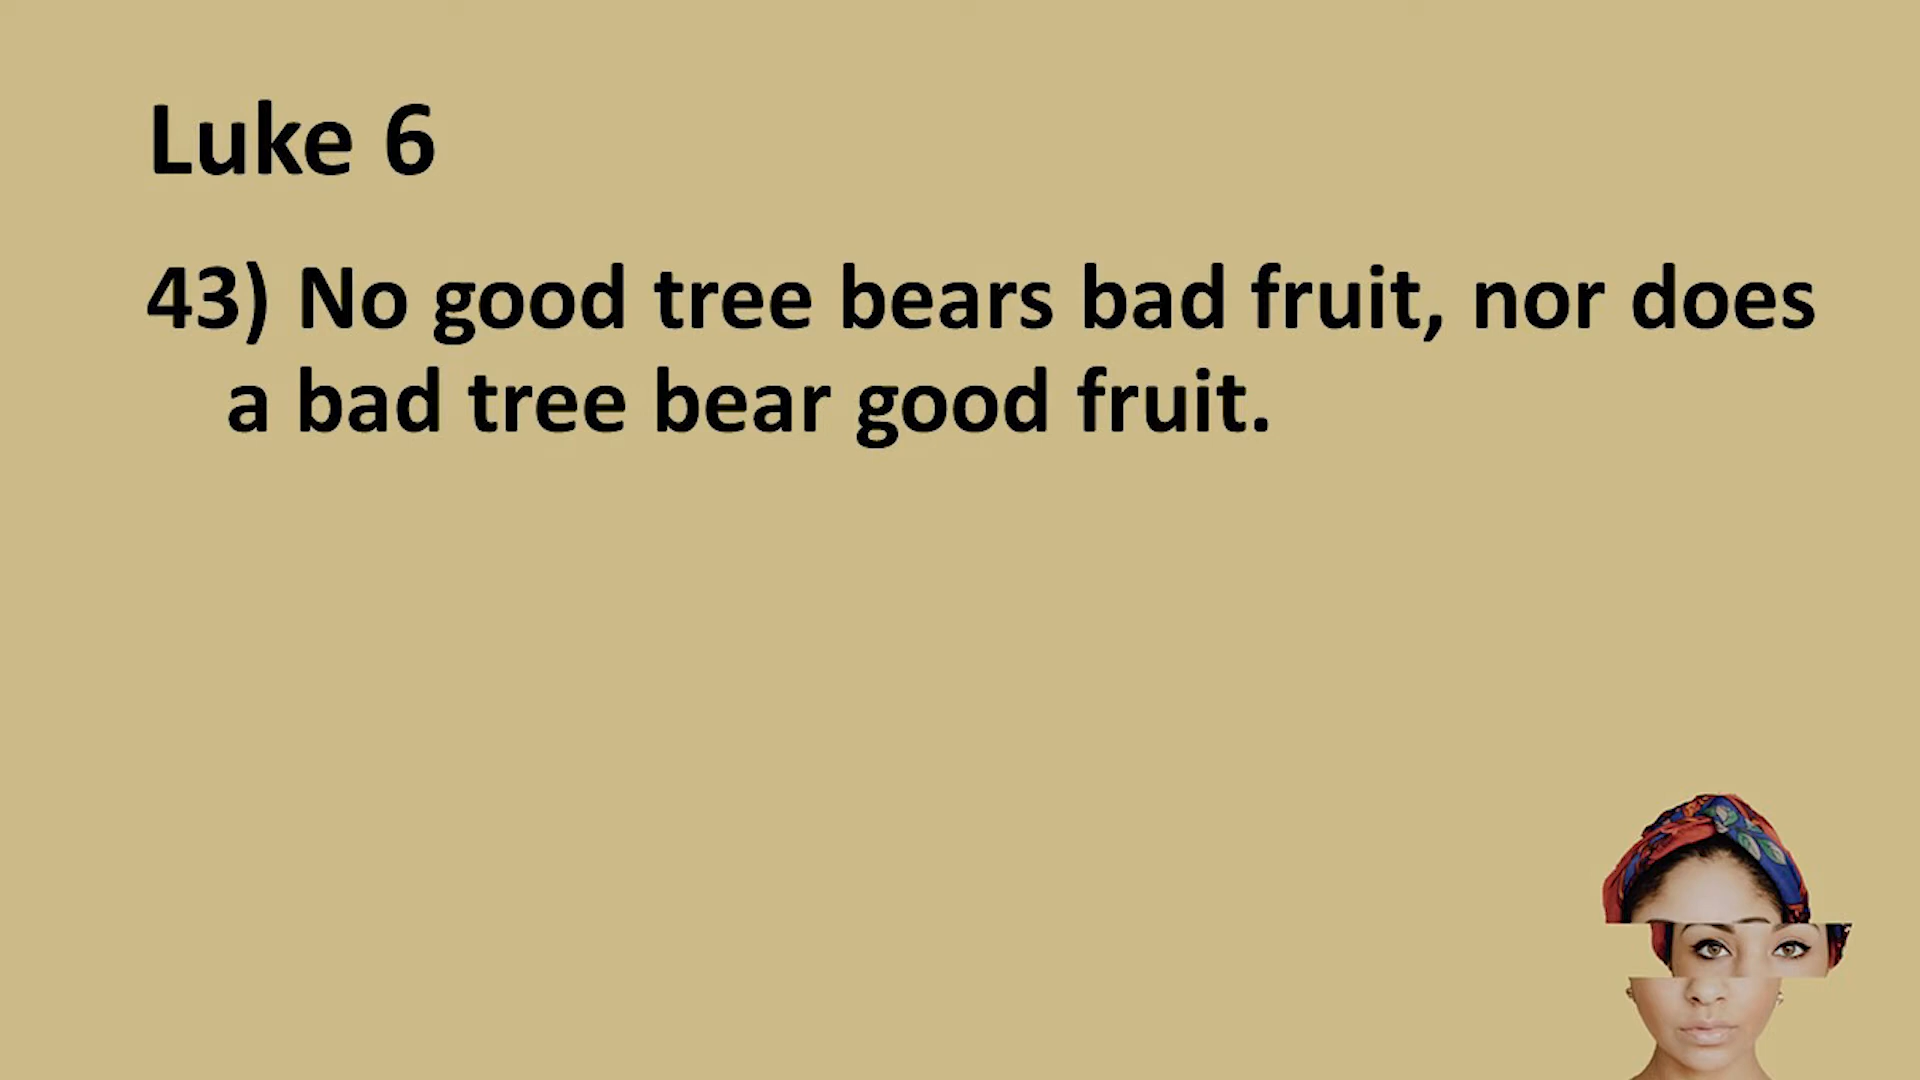 Luke 6
43) No good tree bears bad fruit, nor does
a bad tree bear good fruit.